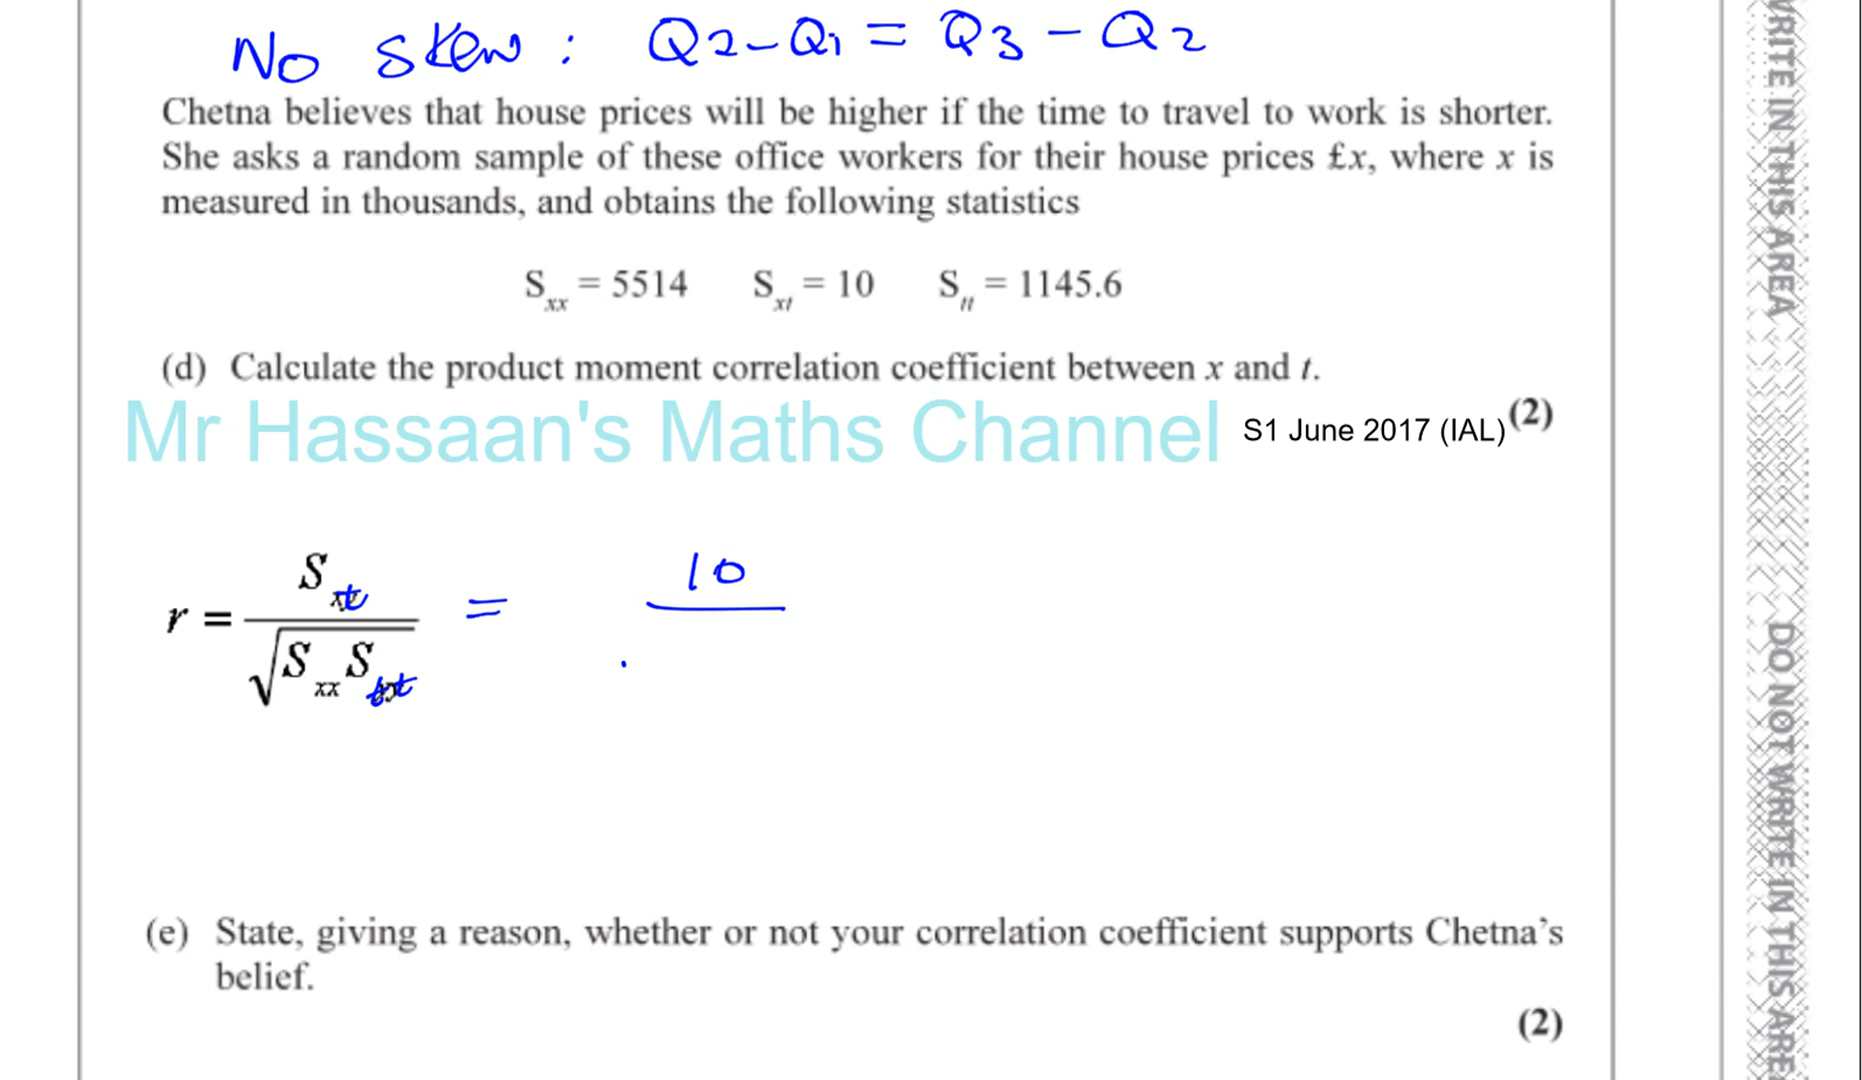 No skew : Q2-Q1 = Q3 - Q2
Chetna believes that house prices will be higher if the time to travel to work is shorter.
She asks a random sample of these office workers for their house prices £x, where x is
measured in thousands, and obtains the following statistics
Sxx = 5514 Sxt = 10 Stt = 1145.6
(d) Calculate the product moment correlation coefficient between x and t.
(2)
Mr Hassaan's Maths Channel S1 June 2017 (IAL)
r = Sxt / √Sxx Stt = 10
(e) State, giving a reason, whether or not your correlation coefficient supports Chetna’s
belief.
(2)
WRITE IN THIS AREA
DO NOT WRITE IN THIS ARE